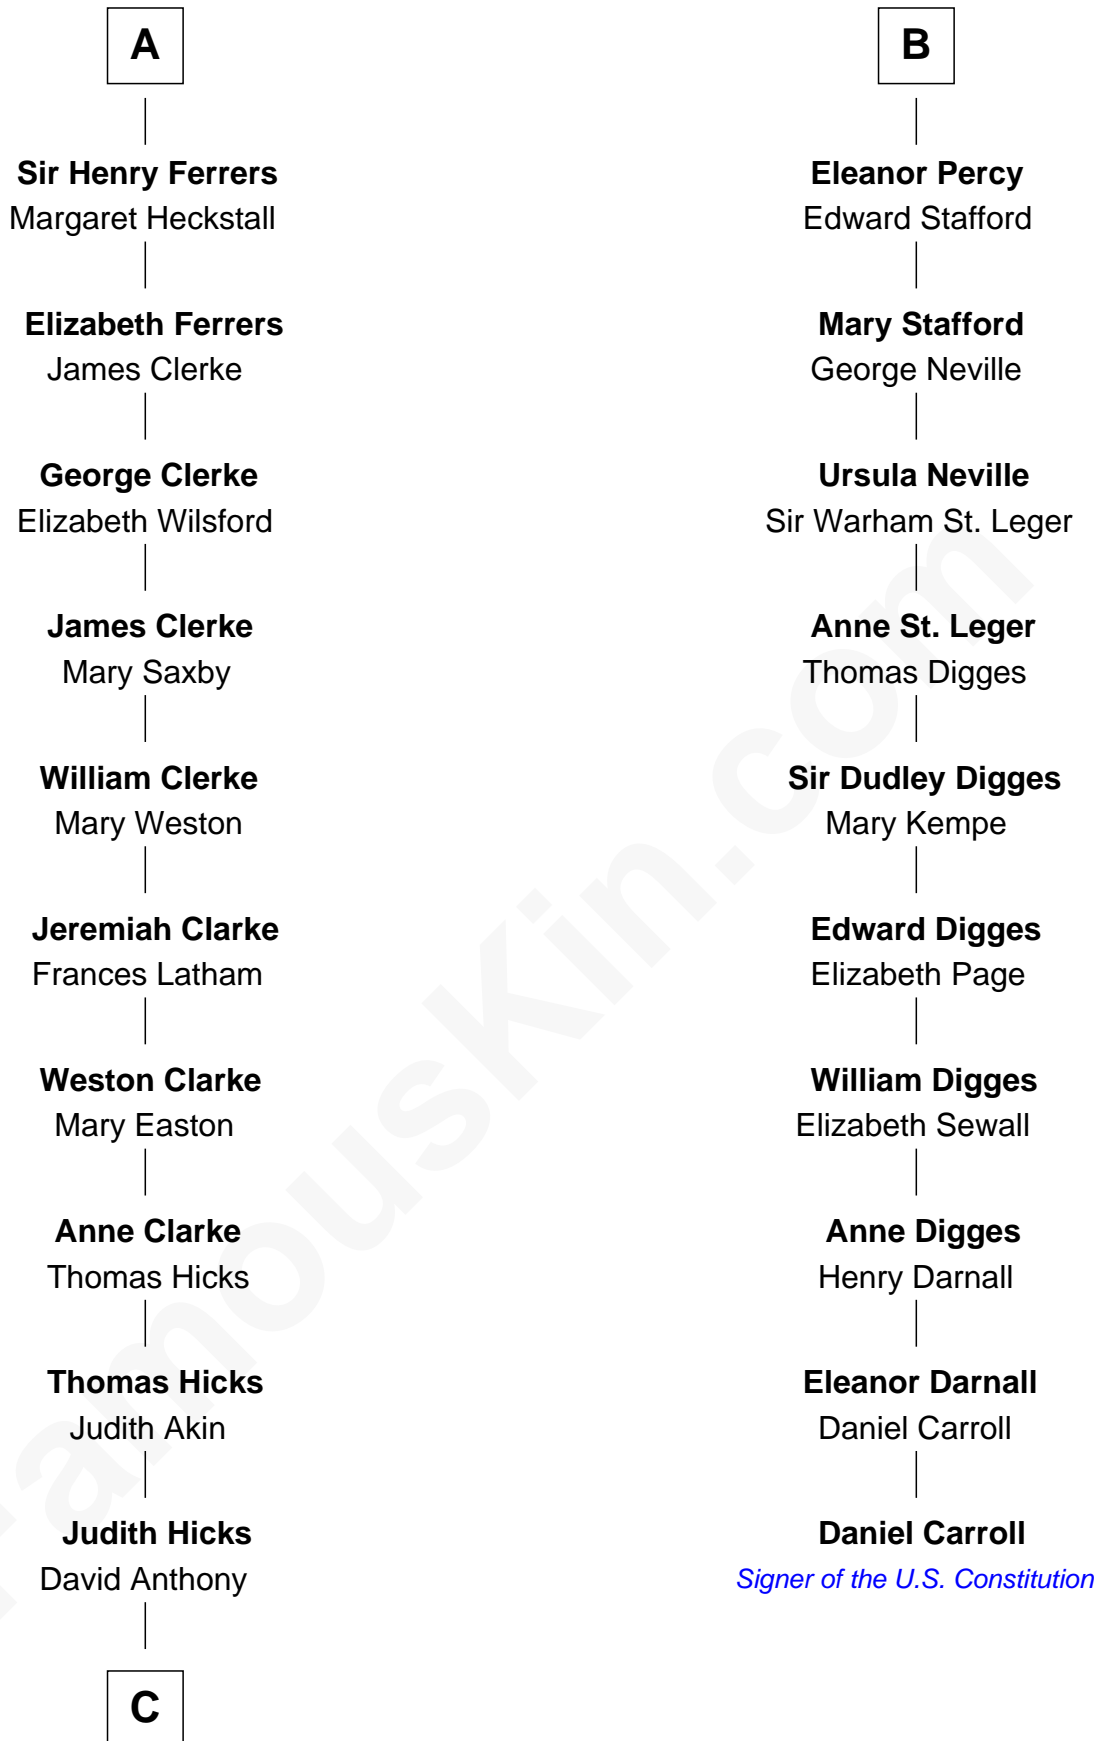 A
Sir Henry Ferrers
Margaret Heckstall
Elizabeth Ferrers
James Clerke
George Clerke
Elizabeth Wilsford
James Clerke
Mary Saxby
William Clerke
Mary Weston
Jeremiah Clarke
Frances Latham
Weston Clarke
Mary Easton
Anne Clarke
Thomas Hicks
Thomas Hicks
Judith Akin
Judith Hicks
David Anthony
C
B
Eleanor Percy
Edward Stafford
Mary Stafford
George Neville
Ursula Neville
Sir Warham St. Leger
Anne St. Leger
Thomas Digges
Sir Dudley Digges
Mary Kempe
Edward Digges
Elizabeth Page
William Digges
Elizabeth Sewall
Anne Digges
Henry Darnall
Eleanor Darnall
Daniel Carroll
Daniel Carroll
Signer of the U.S. Constitution
FamousKin.com